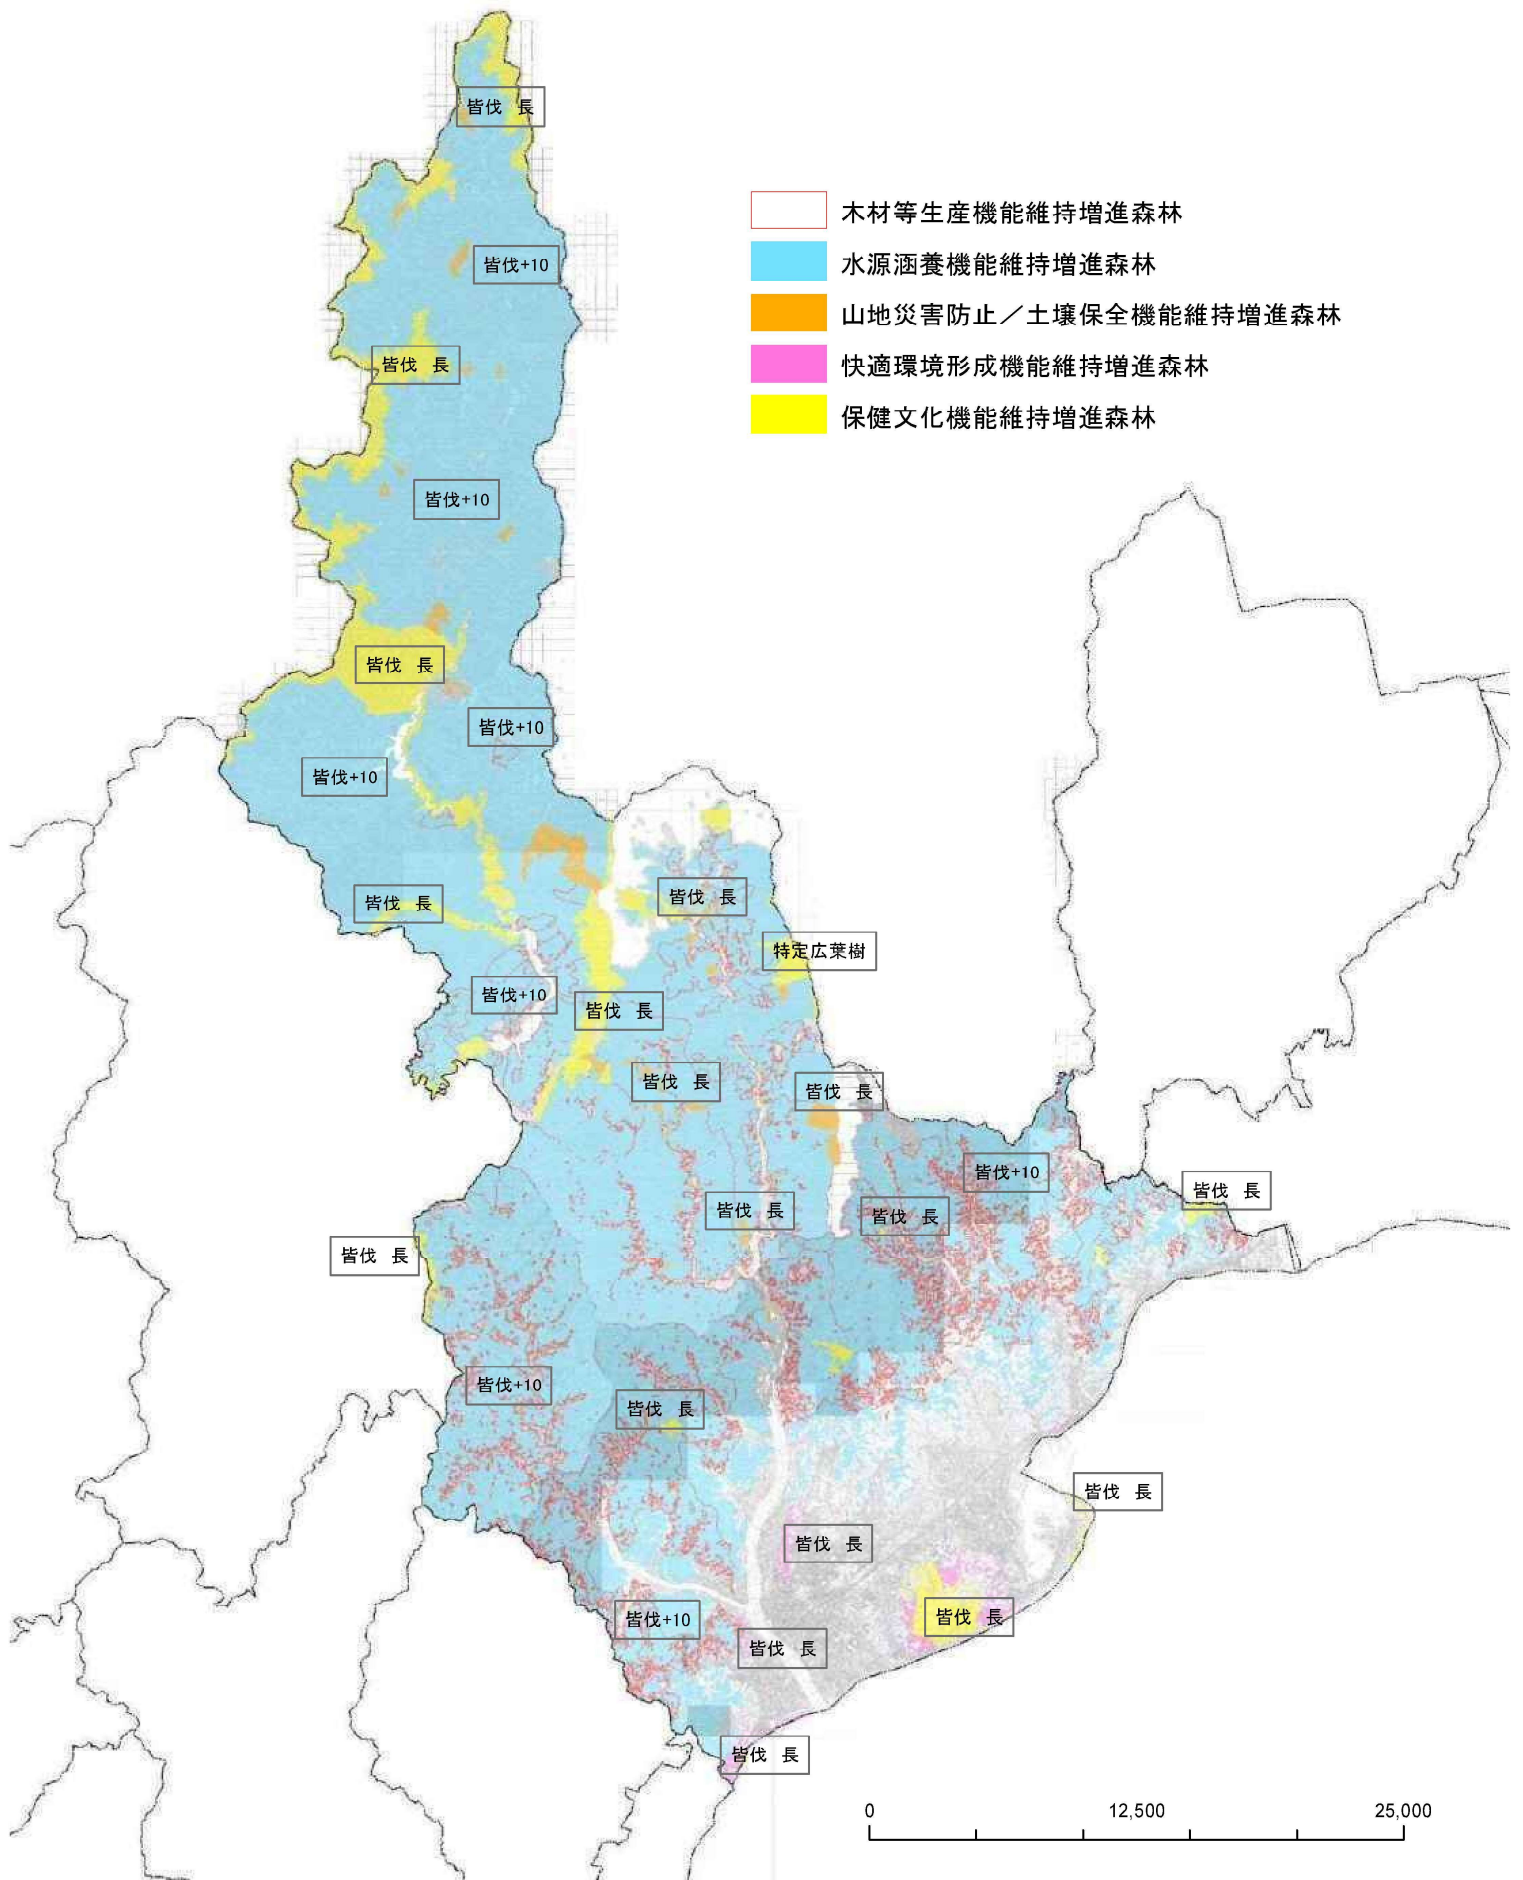 皆伐 長
木材等生産機能維持増進森林
水源涵養機能維持増進森林
皆伐+10
山地災害防止／土壌保全機能維持増進森林
皆伐 長
快適環境形成機能維持増進森林
保健文化機能維持増進森林
皆伐+10
皆伐 長
皆伐+10
皆伐+10
皆伐 長
皆伐 長
特定広葉樹
皆伐+10
皆伐 長
皆伐 長
皆伐 長
皆伐+10
皆伐 長
皆伐 長
皆伐 長
皆伐 長
皆伐+10
皆伐 長
皆伐 長
皆伐 長
皆伐 長
皆伐+10
皆伐 長
皆伐 長
0 12,500 25,000